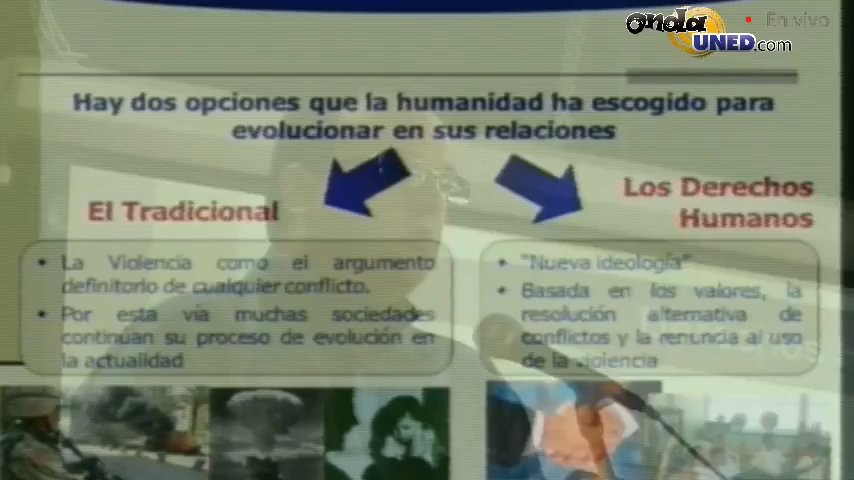 onda
UNED.com
En vivo
Hay dos opciones que la humanidad ha escogido para
evolucionar en sus relaciones
El Tradicional
Los Derechos
Humanos
• La Violencia como el argumento
definitorio de cualquier conflicto.
• Por esta vía muchas sociedades
continuan su proceso de evolución en
la actualidad
• "Nueva ideología"
• Basada en los valores, la
resolución alternativa de
conflictos y la renuncia al uso
de la violencia